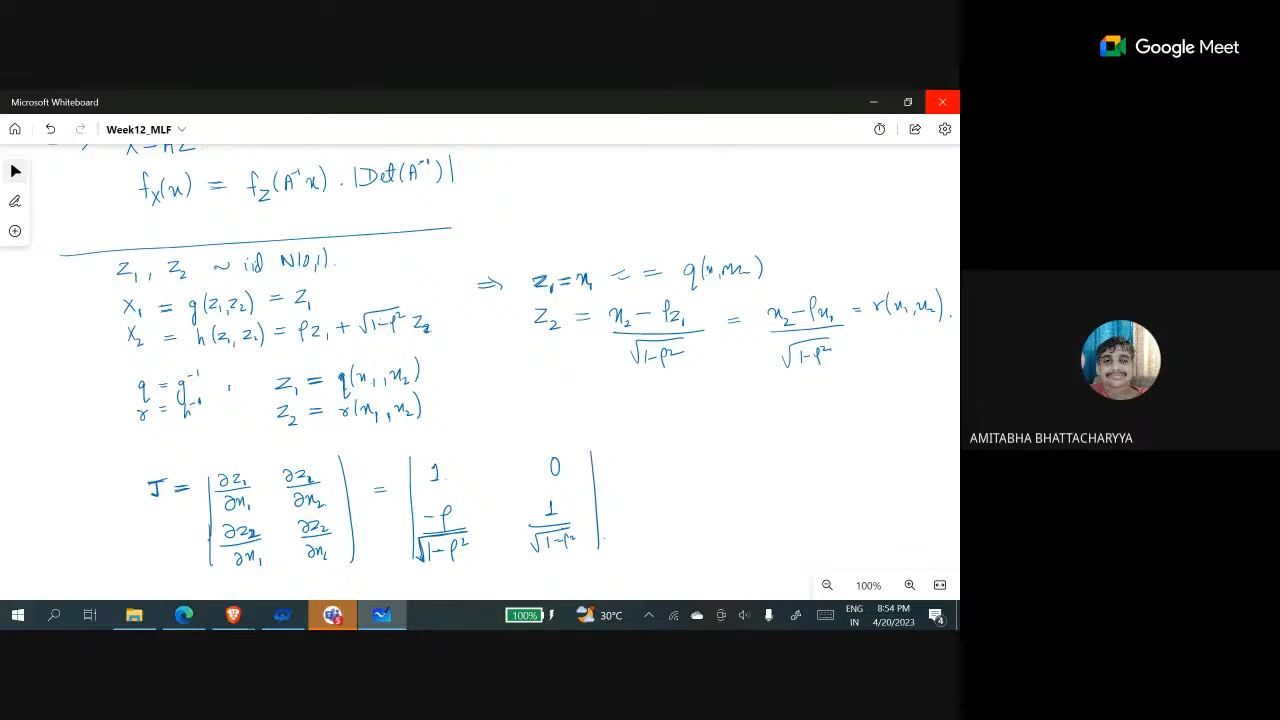 Google Meet
Microsoft Whiteboard
Week12_MLF
X = AZ
f_X(x) = f_Z(A⁻¹x) . |Det(A⁻¹)|
Z₁, Z₂ ~ iid N(0,1).
X₁ = g(Z₁,Z₂) = Z₁
X₂ = h(Z₁,Z₂) = ρZ₁ + √(1-ρ²) Z₂
⇒ Z₁ = x₁ = q(x₁,x₂)
Z₂ = (x₂ - ρz₁)/√(1-ρ²) = (x₂ - ρx₁)/√(1-ρ²) = r(x₁,x₂).
q = g⁻¹ , Z₁ = q(x₁,x₂)
r = h⁻¹ Z₂ = r(x₁,x₂)
J = | ∂z₁/∂x₁ ∂z₁/∂x₂ | = | 1 0 |
| ∂z₂/∂x₁ ∂z₂/∂x₂ | | -ρ/√(1-ρ²) 1/√(1-ρ²) |
AMITABHA BHATTACHARYYA
100%
100%
30°C
ENG
IN
8:54 PM
4/20/2023
4